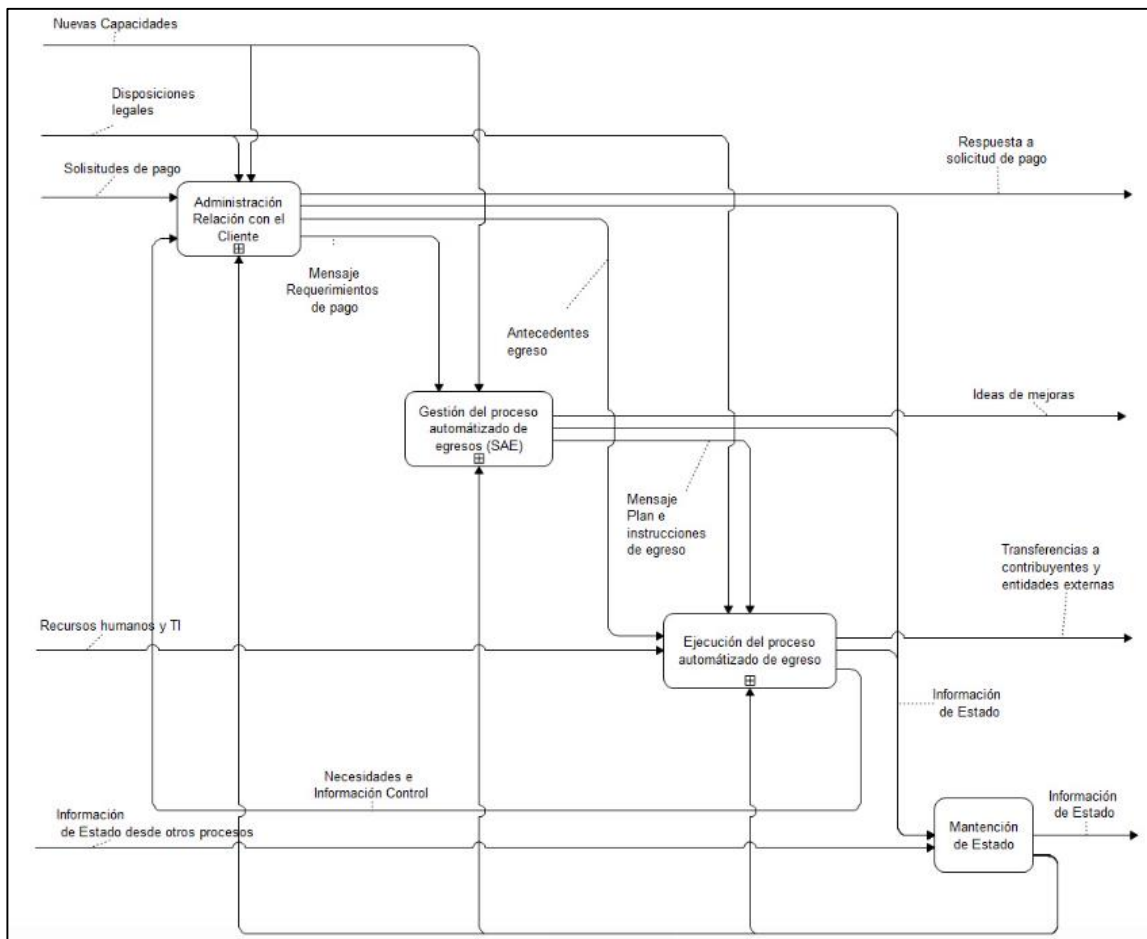 Nuevas Capacidades
Disposiciones
legales
Solisitudes de pago
Respuesta a
solicitud de pago
Administración
Relación con el
Cliente
Mensaje
Requerimientos
de pago
Antecedentes
egreso
Ideas de mejoras
Gestión del proceso
automátizado de
egresos (SAE)
Mensaje
Plan e
instrucciones
de egreso
Transferencias a
contribuyentes y
entidades externas
Recursos humanos y TI
Ejecución del proceso
automátizado de egreso
Información
de Estado
Necesidades e
Información Control
Información
de Estado desde otros procesos
Mantención
de Estado
Información
de Estado